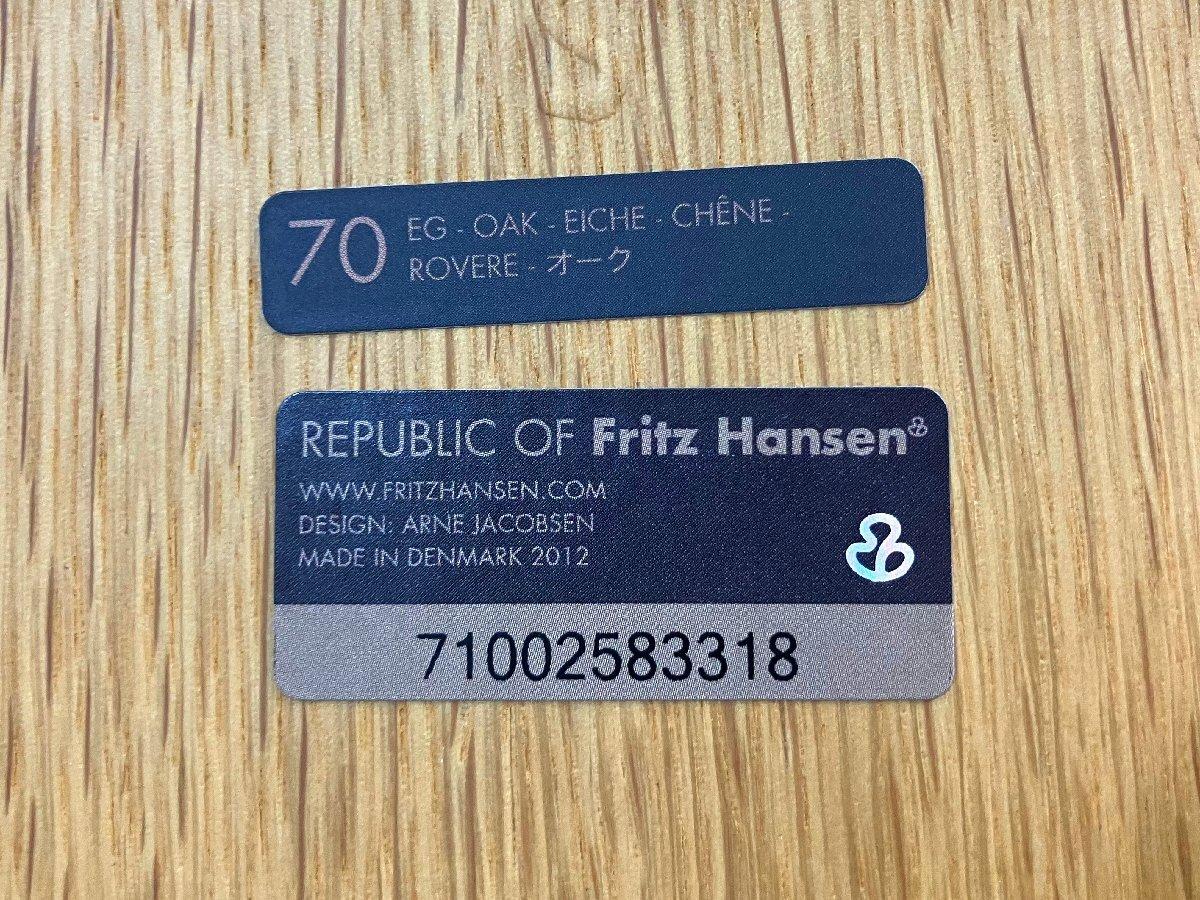 70 EG - OAK - EICHE - CHÊNE -
ROVERE - オーク
REPUBLIC OF Fritz Hansen
WWW.FRITZHANSEN.COM
DESIGN: ARNE JACOBSEN
MADE IN DENMARK 2012
71002583318